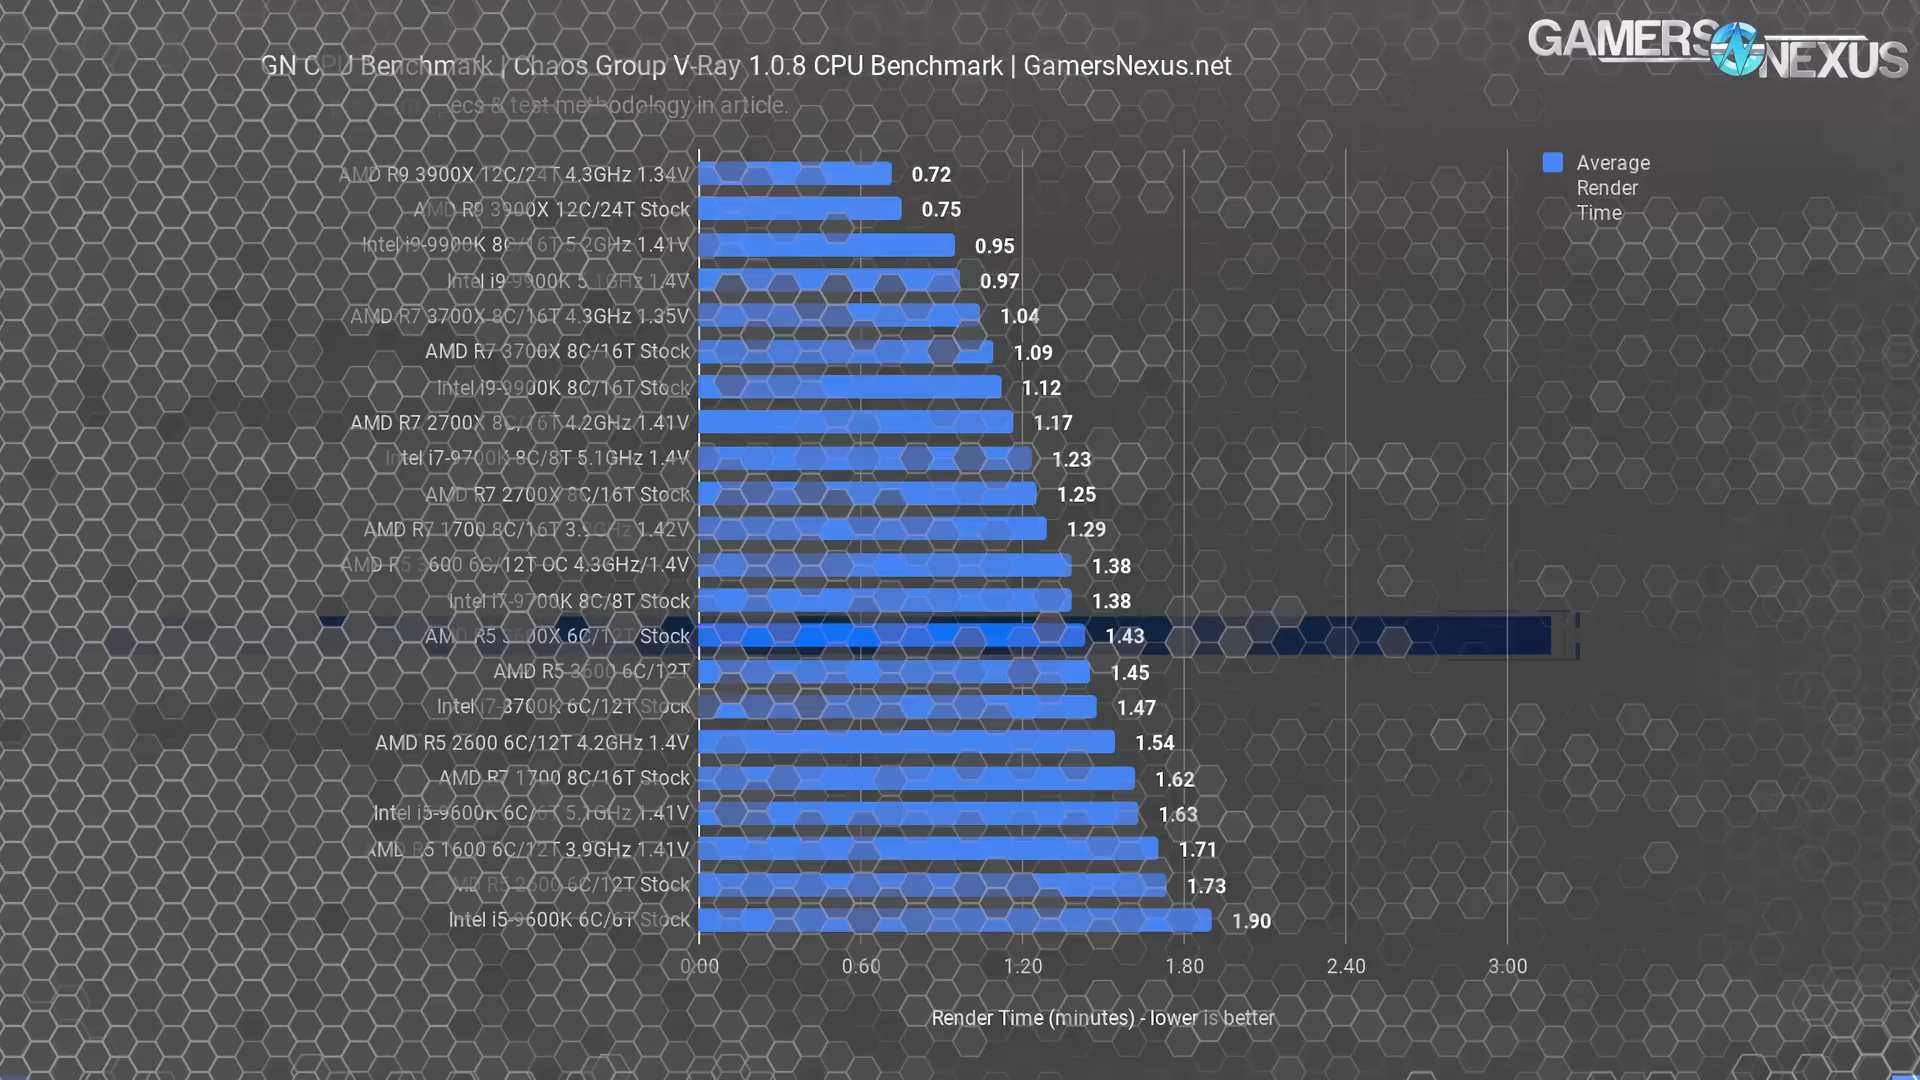 GAMERS NEXUS
GN CPU Benchmark | Chaos Group V-Ray 1.0.8 CPU Benchmark | GamersNexus.net
& test methodology in article.
Average
Render
Time
AMD R9 3900X 12C/24T 4.3GHz 1.34V 0.72
AMD R9 3900X 12C/24T Stock 0.75
Intel i9-9900K 8C/16T 5.2GHz 1.41V 0.95
Intel i9-9900K 5.1GHz 1.4V 0.97
AMD R7 3700X 8C/16T 4.3GHz 1.35V 1.04
AMD R7 3700X 8C/16T Stock 1.09
Intel i9-9900K 8C/16T Stock 1.12
AMD R7 2700X 8C/16T 4.2GHz 1.41V 1.17
Intel i7-9700K 8C/8T 5.1GHz 1.4V 1.23
AMD R7 2700X 8C/16T Stock 1.25
AMD R7 1700 8C/16T 3.9GHz 1.42V 1.29
AMD R5 3600 6C/12T OC 4.3GHz/1.4V 1.38
Intel i7-9700K 8C/8T Stock 1.38
AMD R5 3600X 6C/12T Stock 1.43
AMD R5 3600 6C/12T 1.45
Intel 6C/12T Stock 1.47
AMD R5 2600 6C/12T 4.2GHz 1.4V 1.54
AMD R7 1700 8C/16T Stock 1.62
Intel i5-9600K 6C/6T 5.1GHz 1.41V 1.63
AMD R5 1600 6C/12T 3.9GHz 1.41V 1.71
AMD R5 2600 6C/12T Stock 1.73
Intel i5-9600K 6C/6T Stock 1.90
0.00 0.60 1.20 1.80 2.40 3.00
Render Time (minutes) - lower is better